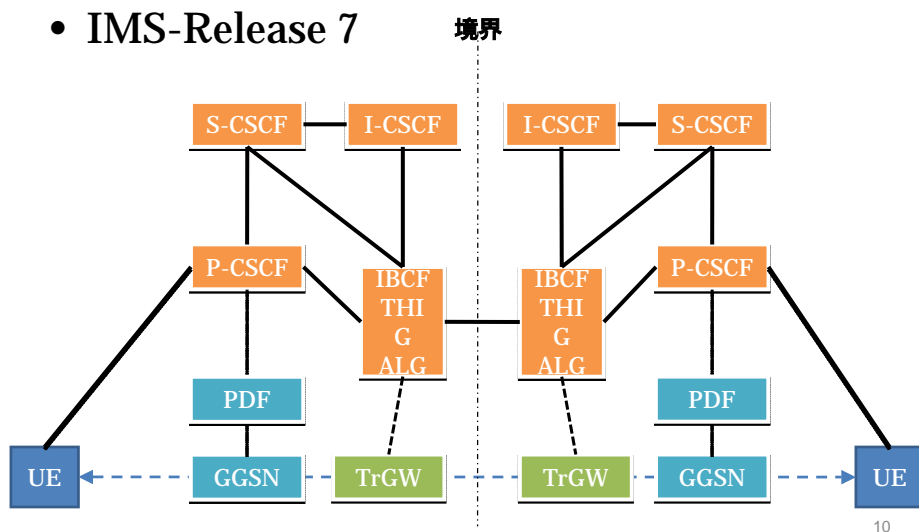 • IMS-Release 7
境界
S-CSCF
I-CSCF
I-CSCF
S-CSCF
P-CSCF
IBCF
THI
G
ALG
IBCF
THI
G
ALG
P-CSCF
PDF
PDF
UE
GGSN
TrGW
TrGW
GGSN
UE
10